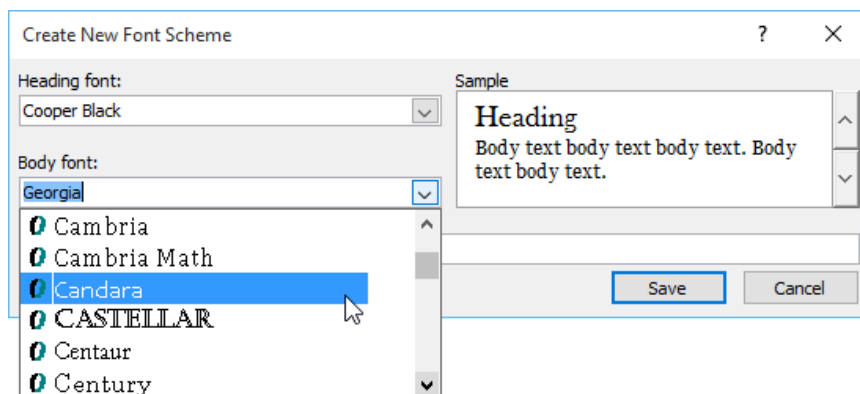 Create New Font Scheme ?
Heading font:
Cooper Black
Sample
Heading
Body text body text body text. Body
text body text.
Body font:
Georgia
Cambria
Cambria Math
Candara
CASTELLAR
Centaur
Century
Save Cancel